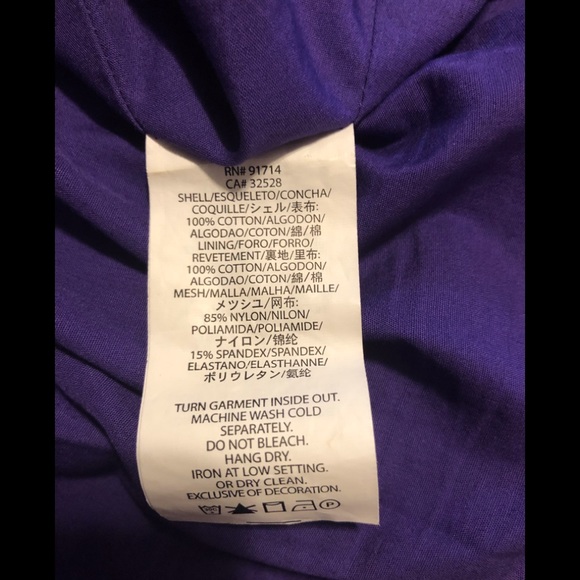 RN# 91714
CA# 32528
SHELL/ESQUELETO/CONCHA/
COQUILLE/シェル/表布:
100% COTTON/ALGODON/
ALGODAO/COTON/綿/棉
LINING/FORO/FORRO/
REVETEMENT/裏地/里布:
100% COTTON/ALGODON/
ALGODAO/COTON/綿/棉
MESH/MALLA/MALHA/MAILLE/
メツシユ/网布:
85% NYLON/NILON/
POLIAMIDA/POLIAMIDE/
ナイロン/锦纶
15% SPANDEX/SPANDEX/
ELASTANO/ELASTHANNE/
ポリウレタン/氨纶
TURN GARMENT INSIDE OUT.
MACHINE WASH COLD
SEPARATELY.
DO NOT BLEACH.
HANG DRY.
IRON AT LOW SETTING.
OR DRY CLEAN.
EXCLUSIVE OF DECORATION.